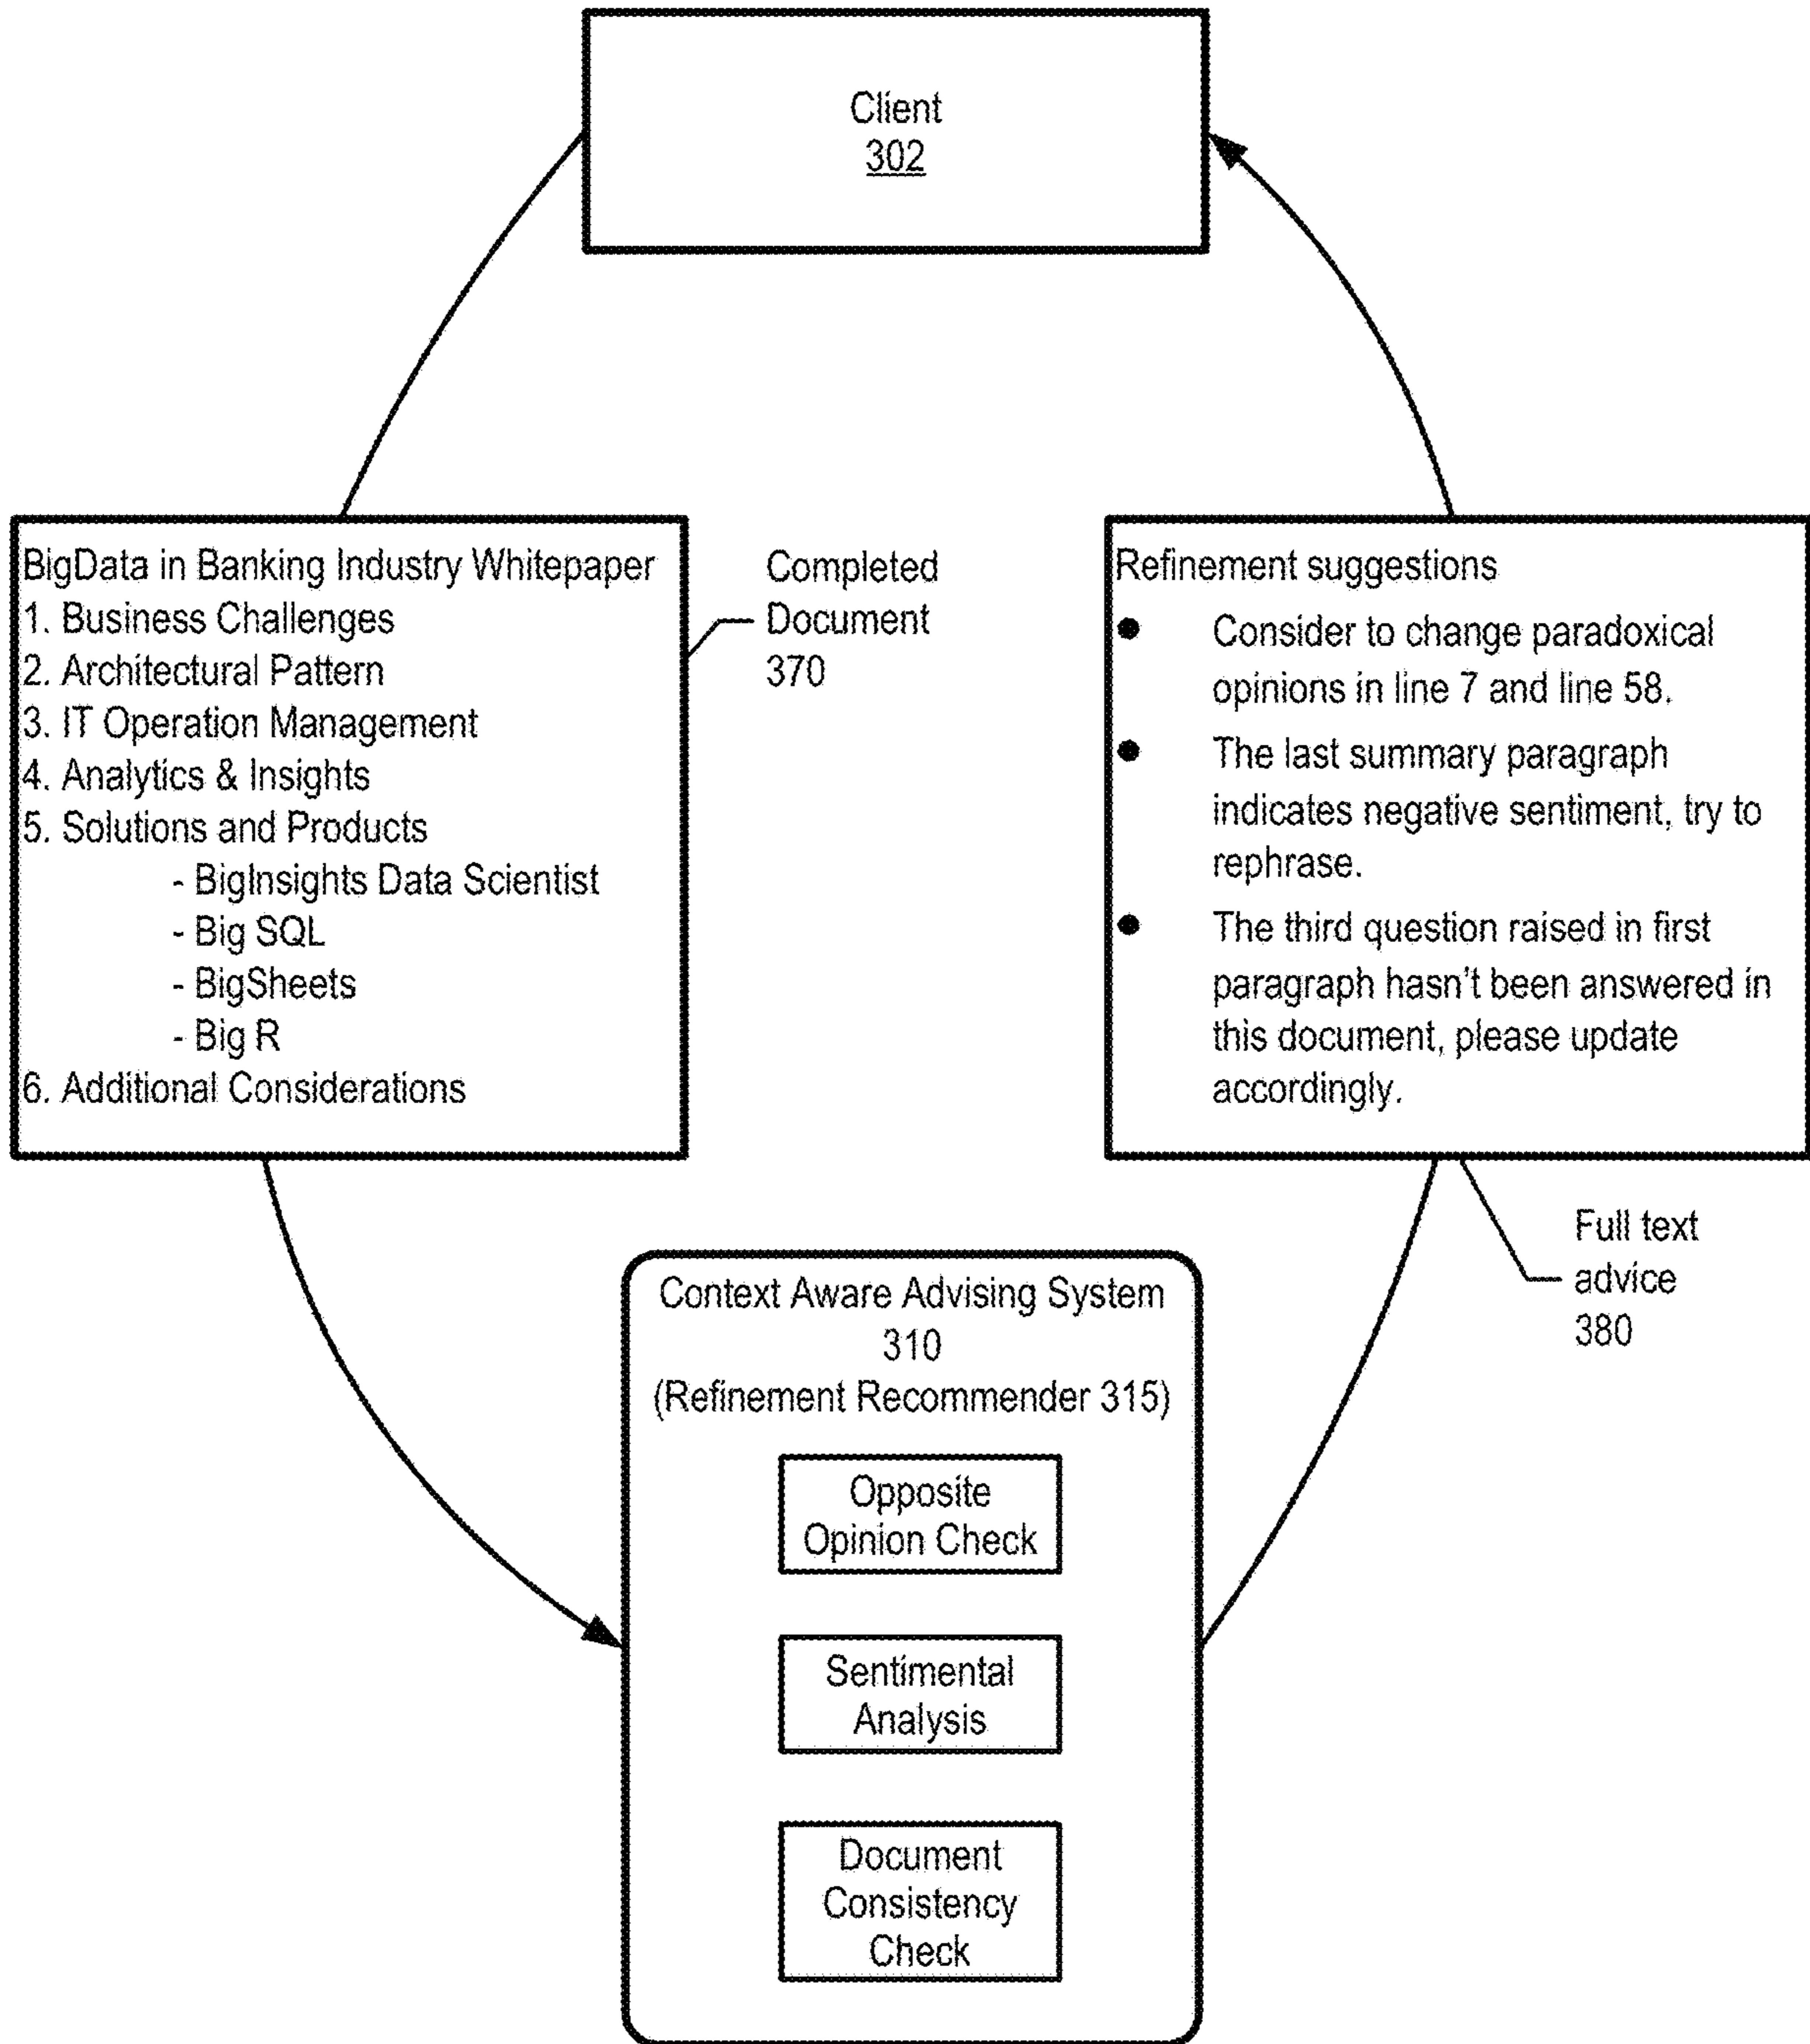 Client
302
BigData in Banking Industry Whitepaper
1. Business Challenges
2. Architectural Pattern
3. IT Operation Management
4. Analytics & Insights
5. Solutions and Products
- BigInsights Data Scientist
- Big SQL
- BigSheets
- Big R
6. Additional Considerations
Completed
Document
370
Refinement suggestions
● Consider to change paradoxical
opinions in line 7 and line 58.
● The last summary paragraph
indicates negative sentiment, try to
rephrase.
● The third question raised in first
paragraph hasn't been answered in
this document, please update
accordingly.
Full text
advice
380
Context Aware Advising System
310
(Refinement Recommender 315)
Opposite
Opinion Check
Sentimental
Analysis
Document
Consistency
Check